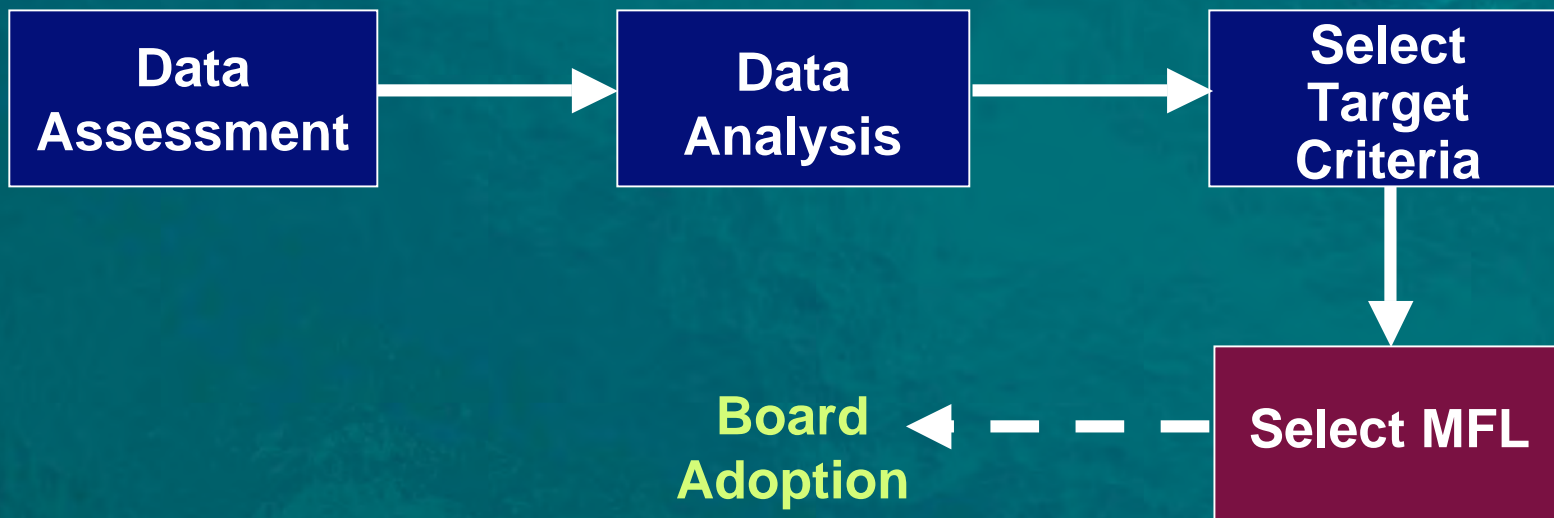 Data
Assessment
Data
Analysis
Select
Target
Criteria
Select MFL
Board
Adoption